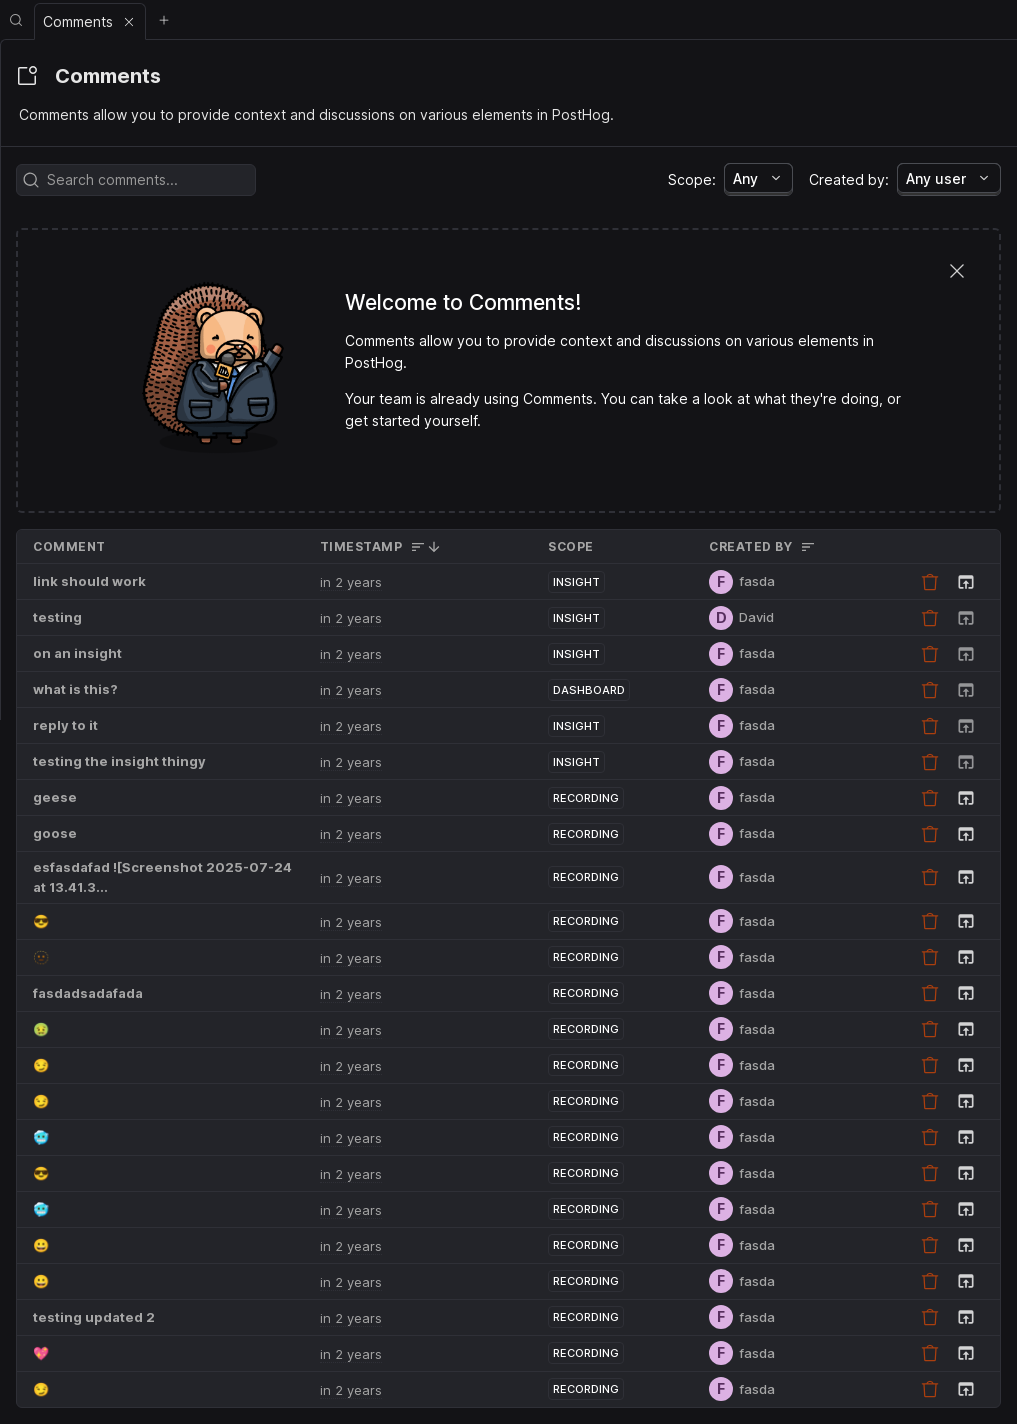 Comments
Comments
Comments allow you to provide context and discussions on various elements in PostHog.
Search comments...
Scope: Any Created by: Any user
Welcome to Comments!
Comments allow you to provide context and discussions on various elements in
PostHog.
Your team is already using Comments. You can take a look at what they're doing, or
get started yourself.
COMMENT TIMESTAMP SCOPE CREATED BY
link should work in 2 years INSIGHT F fasda
testing in 2 years INSIGHT D David
on an insight in 2 years INSIGHT F fasda
what is this? in 2 years DASHBOARD F fasda
reply to it in 2 years INSIGHT F fasda
testing the insight thingy in 2 years INSIGHT F fasda
geese in 2 years RECORDING F fasda
goose in 2 years RECORDING F fasda
esfasdafad ![Screenshot 2025-07-24
at 13.41.3... in 2 years RECORDING F fasda
😎 in 2 years RECORDING F fasda
🌚 in 2 years RECORDING F fasda
fasdadsadafada in 2 years RECORDING F fasda
🤢 in 2 years RECORDING F fasda
😏 in 2 years RECORDING F fasda
😏 in 2 years RECORDING F fasda
🥶 in 2 years RECORDING F fasda
😎 in 2 years RECORDING F fasda
🥶 in 2 years RECORDING F fasda
😀 in 2 years RECORDING F fasda
😀 in 2 years RECORDING F fasda
testing updated 2 in 2 years RECORDING F fasda
💖 in 2 years RECORDING F fasda
😏 in 2 years RECORDING F fasda